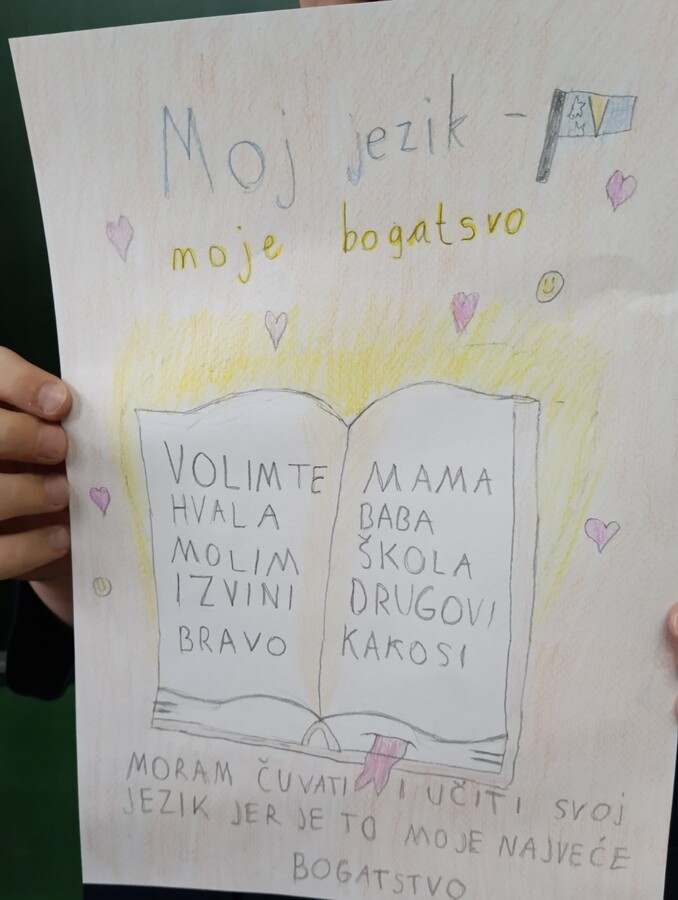 Moj jezik -
moje bogatsvo
VOLIMTE
HVALA
MOLIM
IZVINI
BRAVO
MAMA
BABA
ŠKOLA
DRUGOVI
KAKOSI
MORAM ČUVATI I UČITI SVOJ
JEZIK JER JE TO MOJE NAJVEĆE
BOGATSTVO